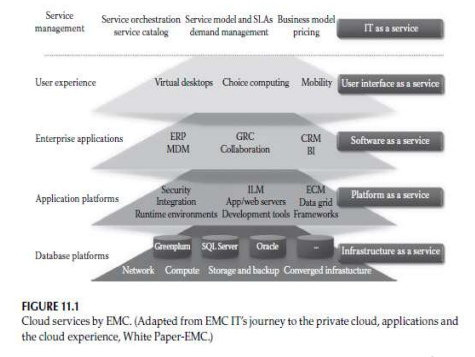 Service management
Service orchestration service catalog
Service model and SLAs demand management
Business model pricing
IT as a service
User experience
Virtual desktops Choice computing Mobility
User interface as a service
Enterprise applications
ERP GRC CRM
MDM Collaboration BI
Software as a service
Application platforms
Security ILM ECM
Integration App/web servers Data grid
Runtime environments Development tools Frameworks
Platform as a service
Database platforms
Greenplum SQL Server Oracle ...
Infrastructure as a service
Network Compute Storage and backup Converged infrastucture
FIGURE 11.1
Cloud services by EMC. (Adapted from EMC IT's journey to the private cloud, applications and
the cloud experience, White Paper-EMC.)